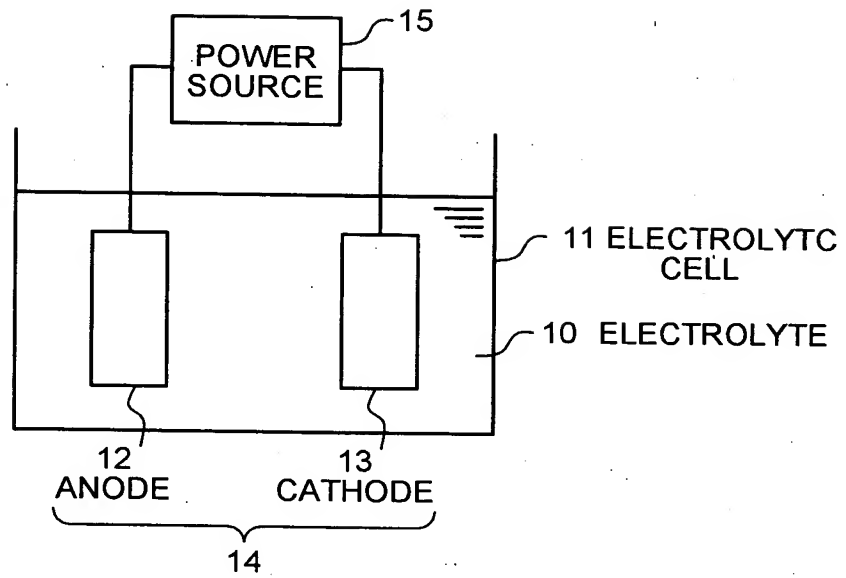 15
POWER
SOURCE
11 ELECTROLYTC
CELL
10 ELECTROLYTE
12
ANODE
13
CATHODE
14